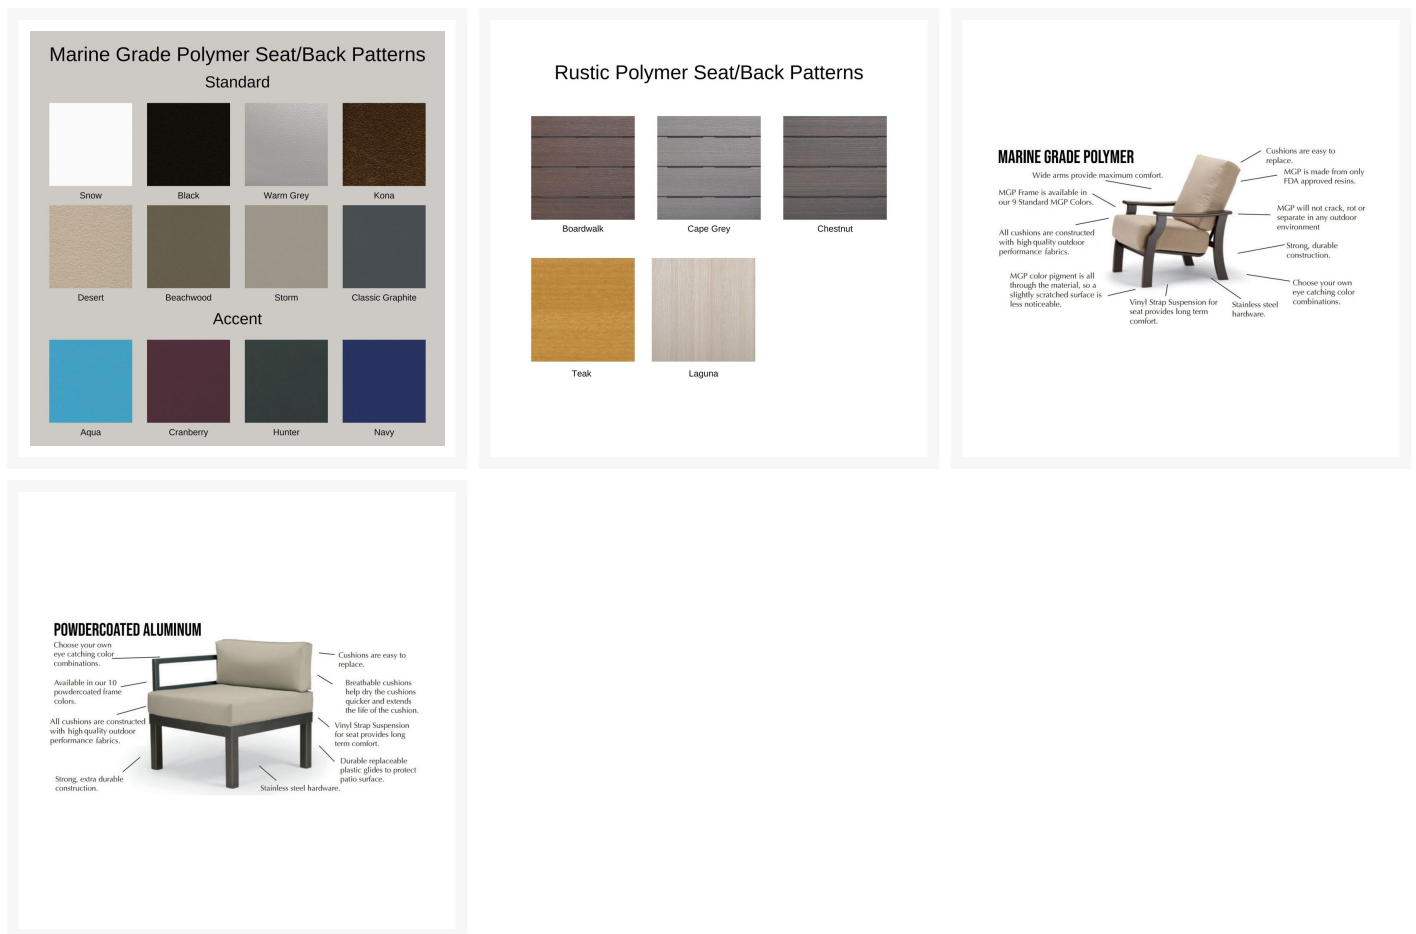 Marine Grade Polymer Seat/Back Patterns
Standard
Snow
Black
Warm Grey
Kona
Desert
Beachwood
Storm
Classic Graphite
Accent
Aqua
Cranberry
Hunter
Navy
Rustic Polymer Seat/Back Patterns
Boardwalk
Cape Grey
Chestnut
Teak
Laguna
MARINE GRADE POLYMER
Wide arms provide maximum comfort.
MGP Frame is available in
our 9 Standard MGP Colors.
All cushions are constructed
with high quality outdoor
performance fabrics.
MGP color pigment is all
through the material, so a
slightly scratched surface is
less noticeable.
Vinyl Strap Suspension for
seat provides long term
comfort.
Stainless steel
hardware.
Cushions are easy to
replace.
MGP is made from only
FDA approved resins.
MGP will not crack, rot or
separate in any outdoor
environment
Strong, durable
construction.
Choose your own
eye catching color
combinations.
POWDERCOATED ALUMINUM
Choose your own
eye catching color
combinations.
Available in our 10
powdercoated frame
colors.
All cushions are constructed
with high quality outdoor
performance fabrics.
Strong, extra durable
construction.
Cushions are easy to
replace.
Breathable cushions
help dry the cushions
quicker and extends
the life of the cushion.
Vinyl Strap Suspension
for seat provides long
term comfort.
Durable replaceable
plastic glides to protect
patio surface.
Stainless steel hardware.